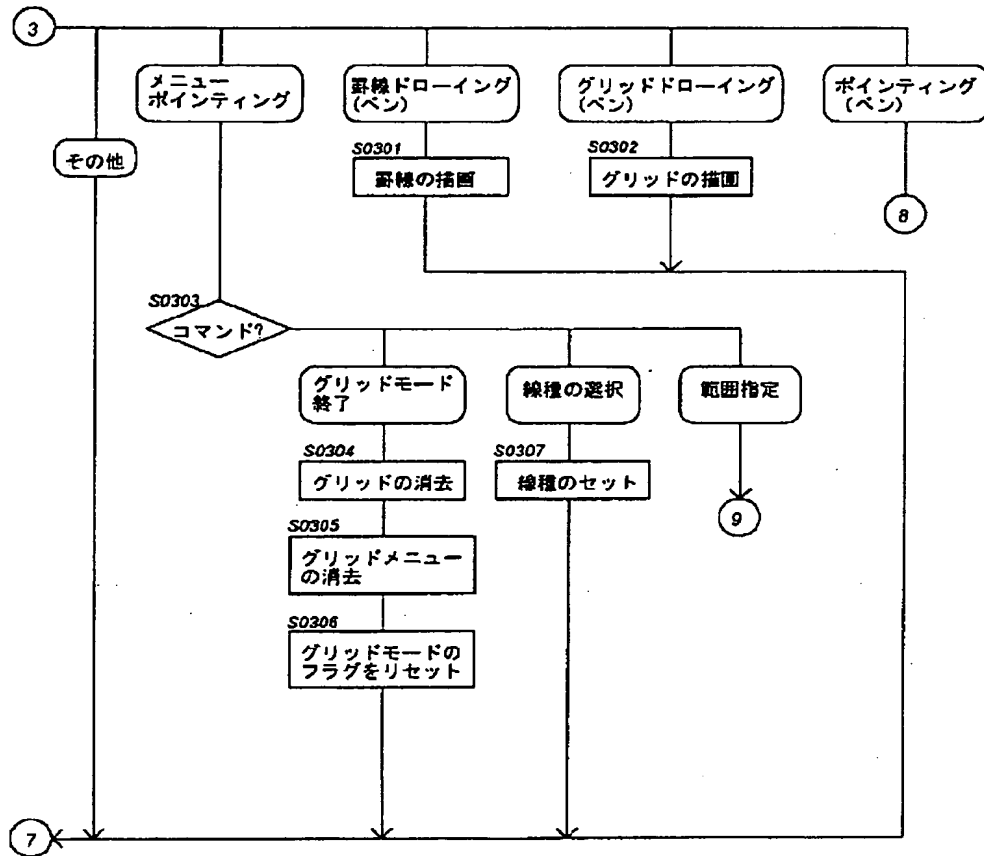 3
メニュー
ポインティング
罫線ドローイング
(ペン)
グリッドドローイング
(ペン)
ポインティング
(ペン)
その他
S0301
罫線の描画
S0302
グリッドの描画
8
S0303
コマンド?
グリッドモード
終了
線種の選択
範囲指定
S0304
グリッドの消去
S0307
線種のセット
9
S0305
グリッドメニュー
の消去
S0306
グリッドモードの
フラグをリセット
7